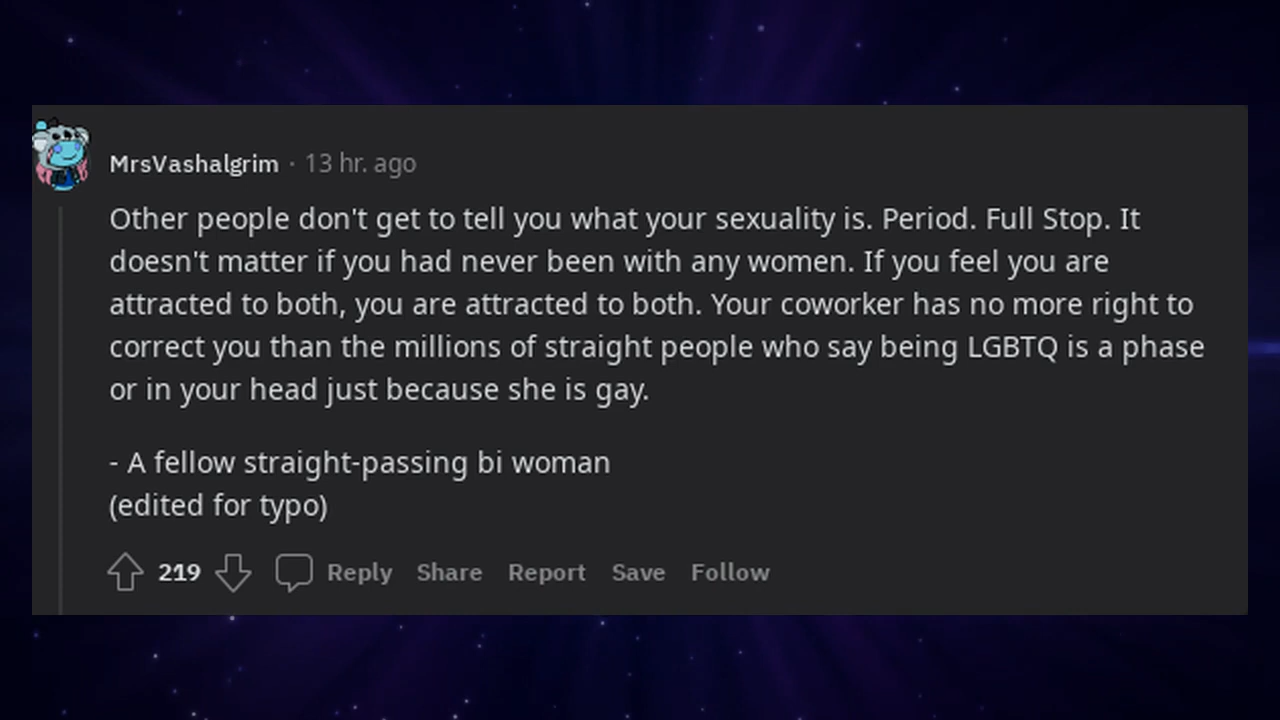 MrsVashalgrim · 13 hr. ago
Other people don't get to tell you what your sexuality is. Period. Full Stop. It
doesn't matter if you had never been with any women. If you feel you are
attracted to both, you are attracted to both. Your coworker has no more right to
correct you than the millions of straight people who say being LGBTQ is a phase
or in your head just because she is gay.
- A fellow straight-passing bi woman
(edited for typo)
219 Reply Share Report Save Follow